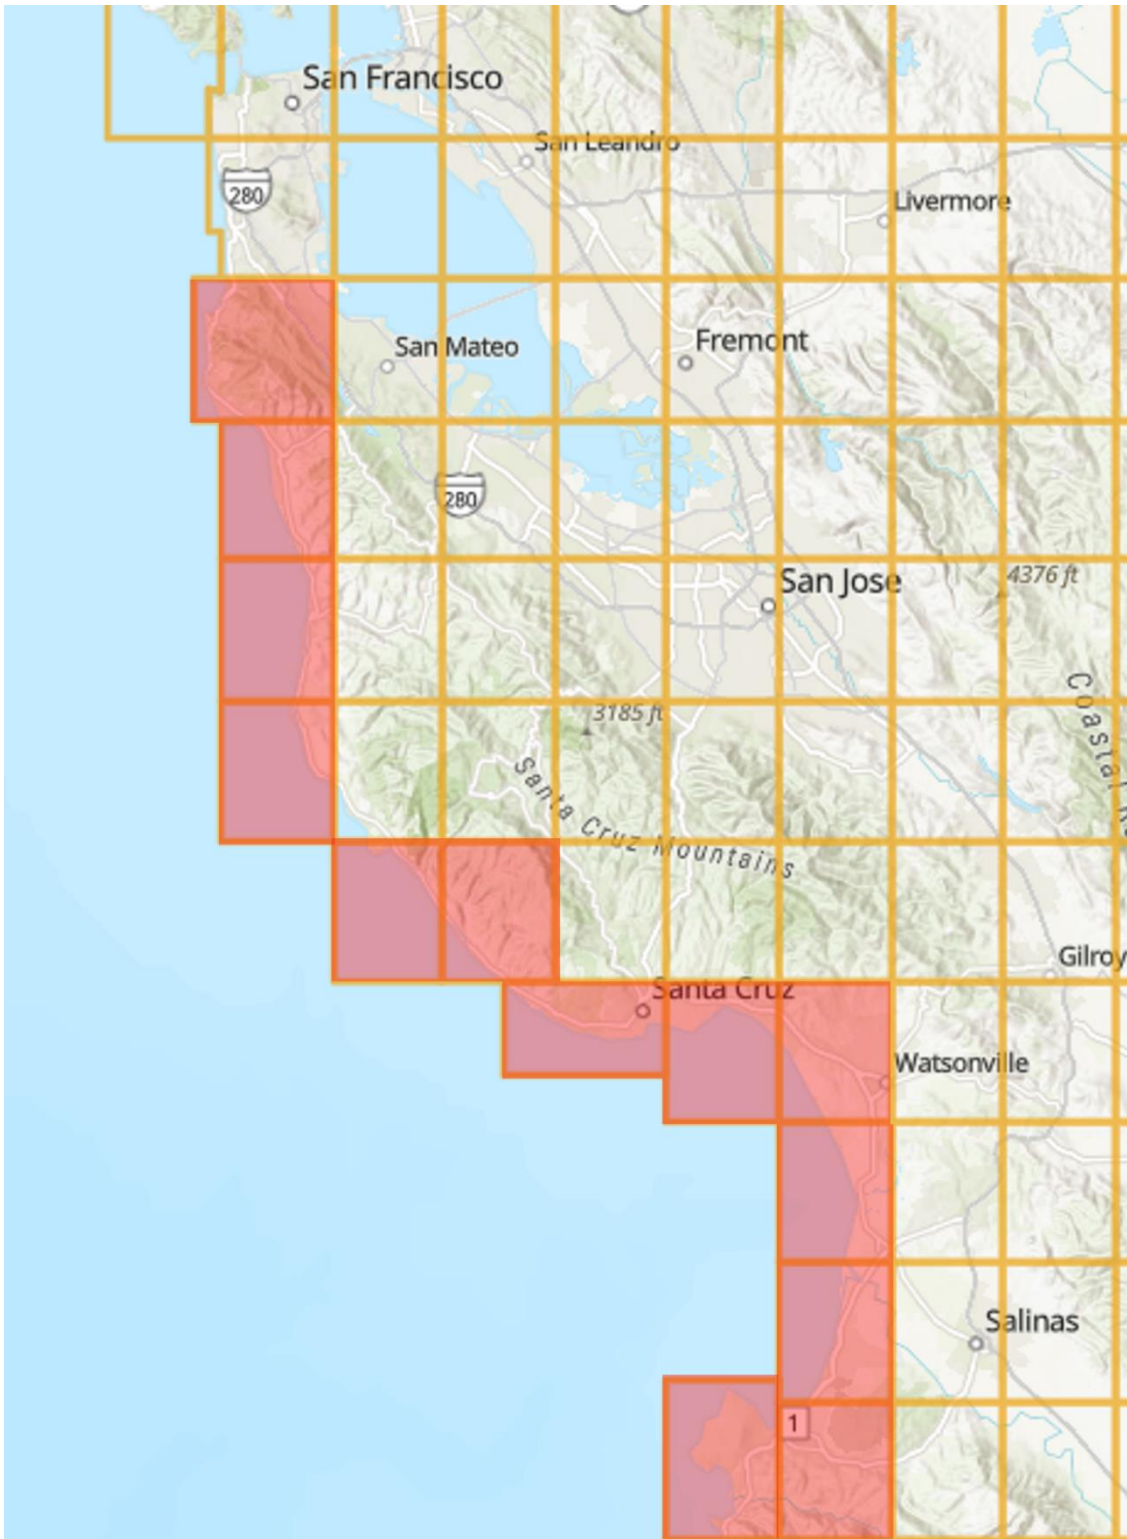 San Francisco
San Leandro
280
Livermore
San Mateo
Fremont
280
San Jose
4376 ft
3185 ft
Coastal
Santa Cruz Mountains
Gilroy
Santa Cruz
Watsonville
Salinas
1